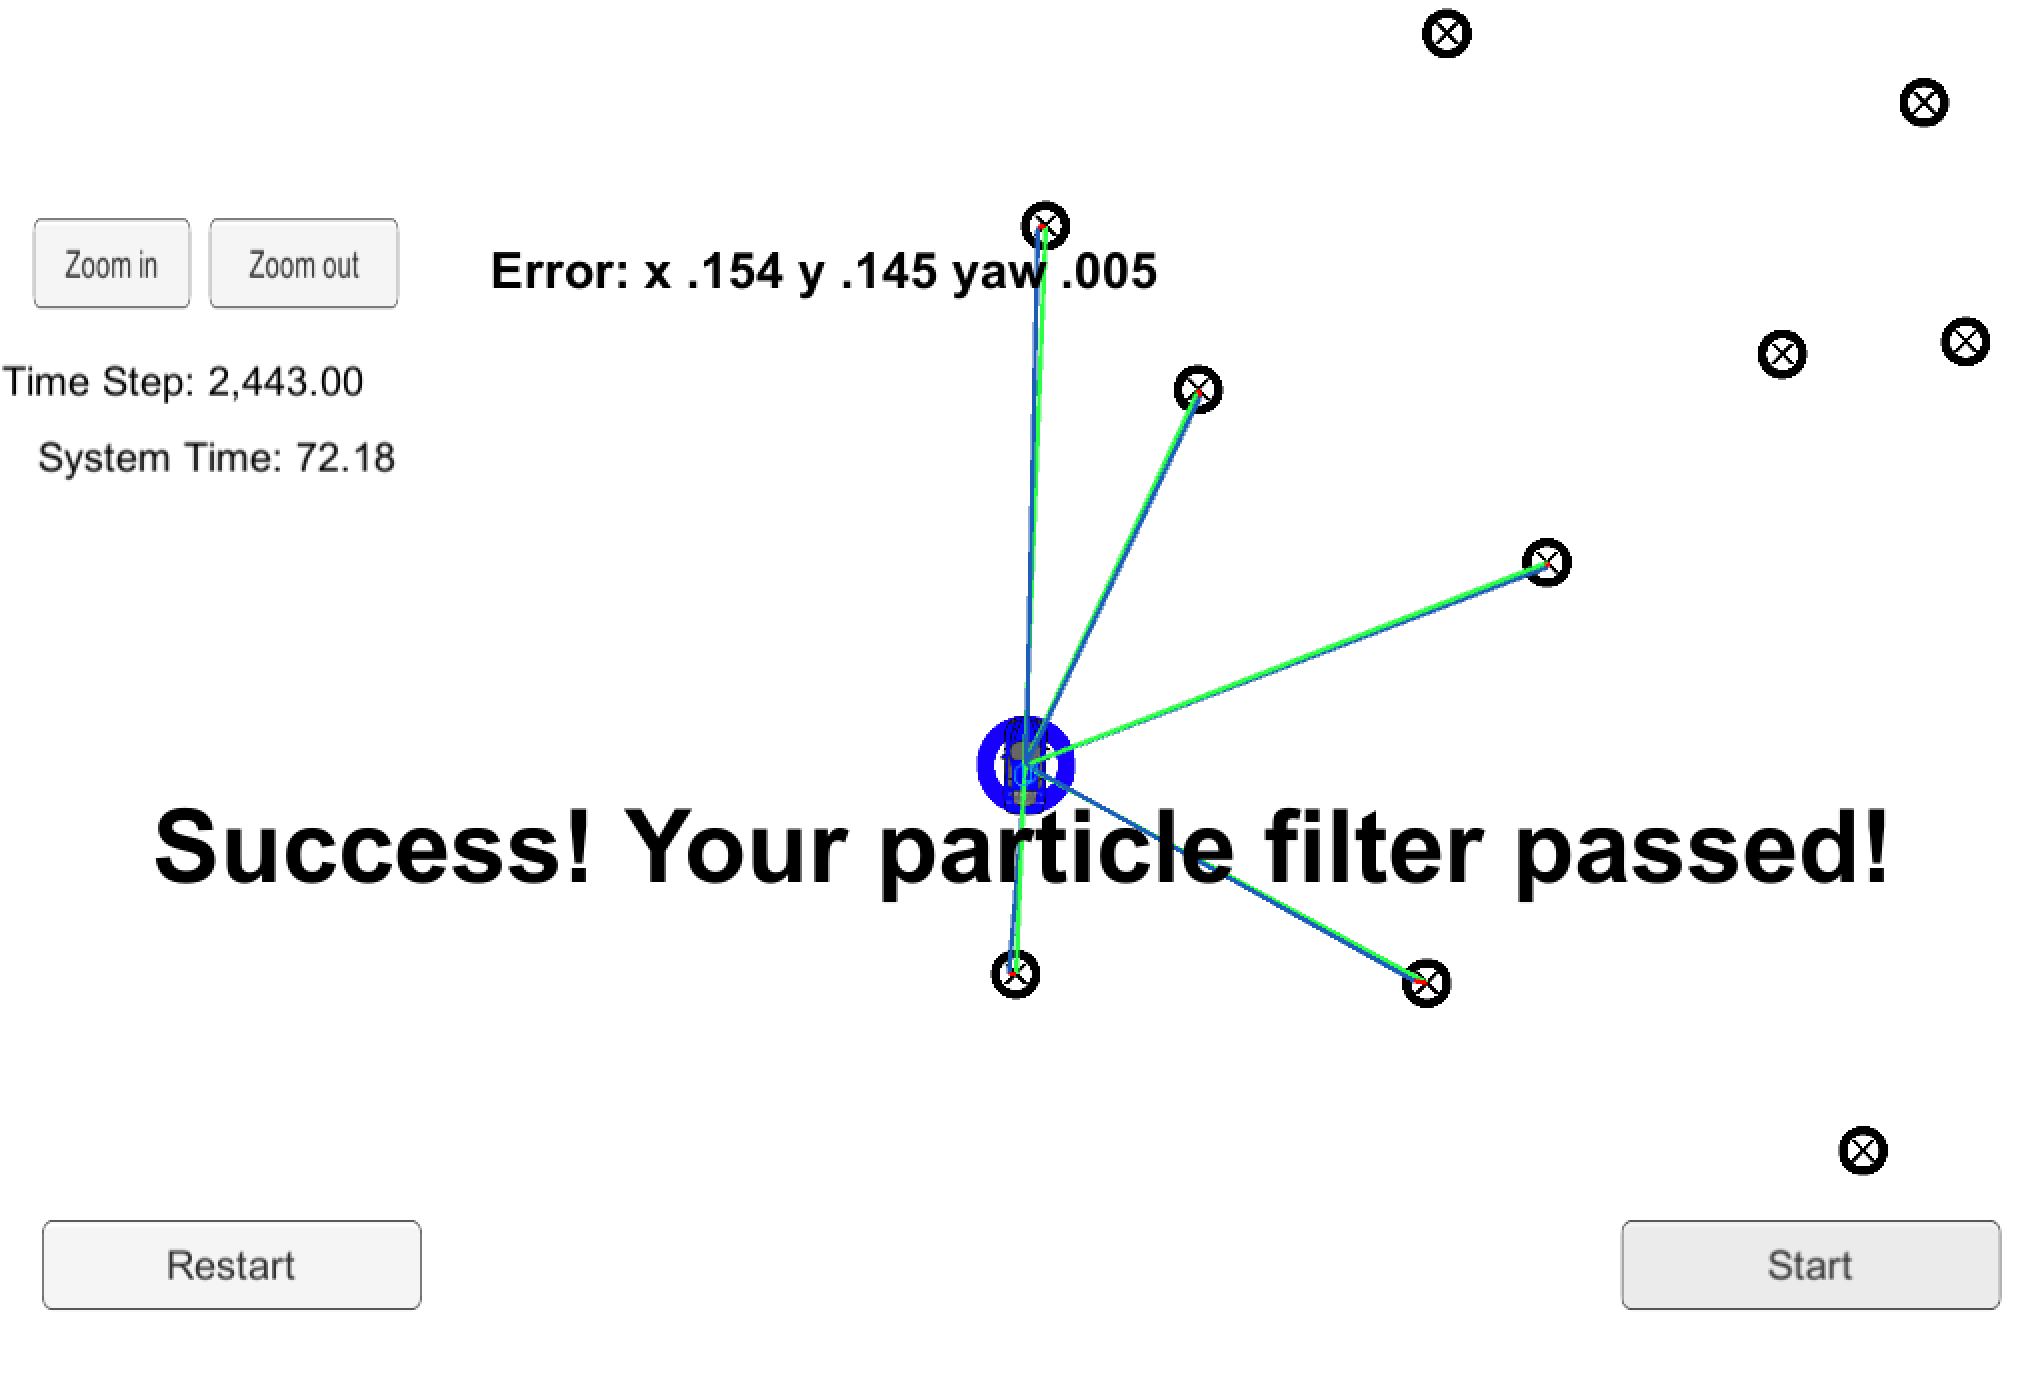 Zoom in
Zoom out
Error: x .154 y .145 yaw .005
Time Step: 2,443.00
System Time: 72.18
Success! Your particle filter passed!
Restart
Start